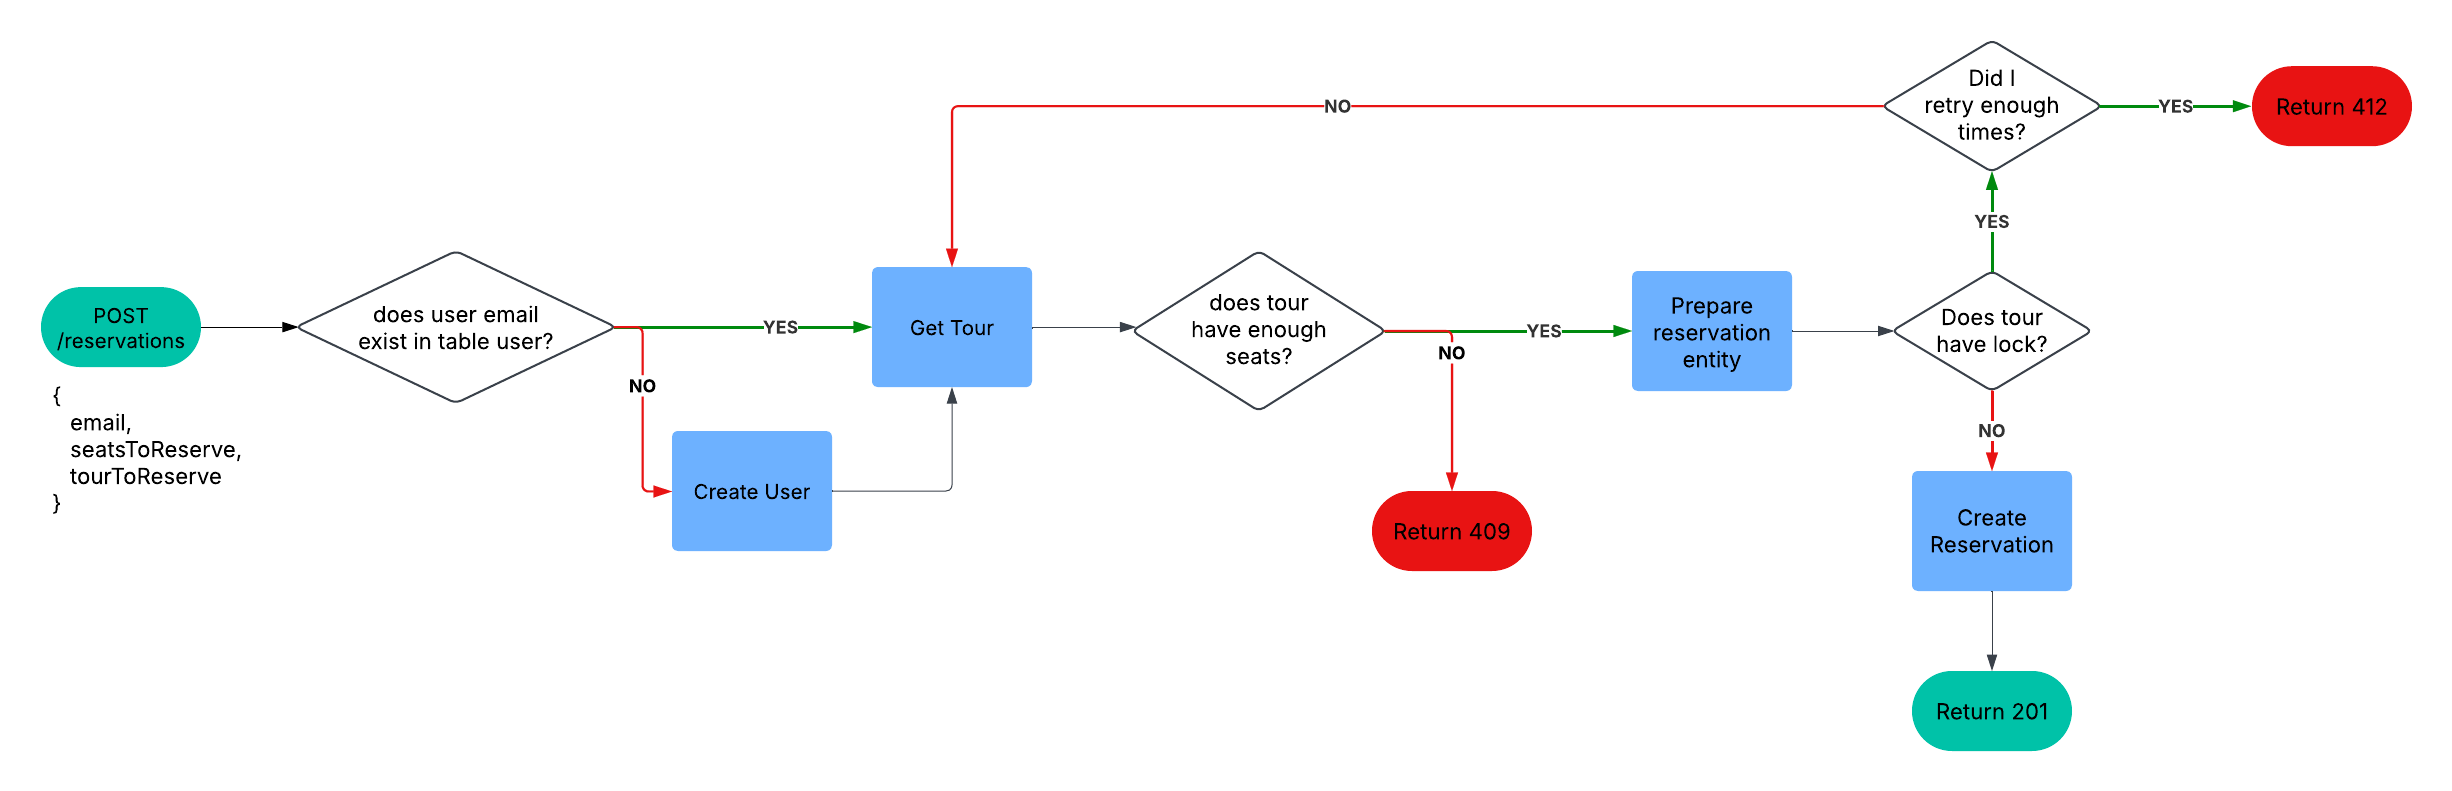 POST
/reservations
{
email,
seatsToReserve,
tourToReserve
}
does user email
exist in table user?
YES
NO
Create User
Get Tour
does tour
have enough
seats?
YES
NO
Return 409
Prepare
reservation
entity
Does tour
have lock?
YES
NO
Did I
retry enough
times?
NO
YES
Return 412
Create
Reservation
Return 201